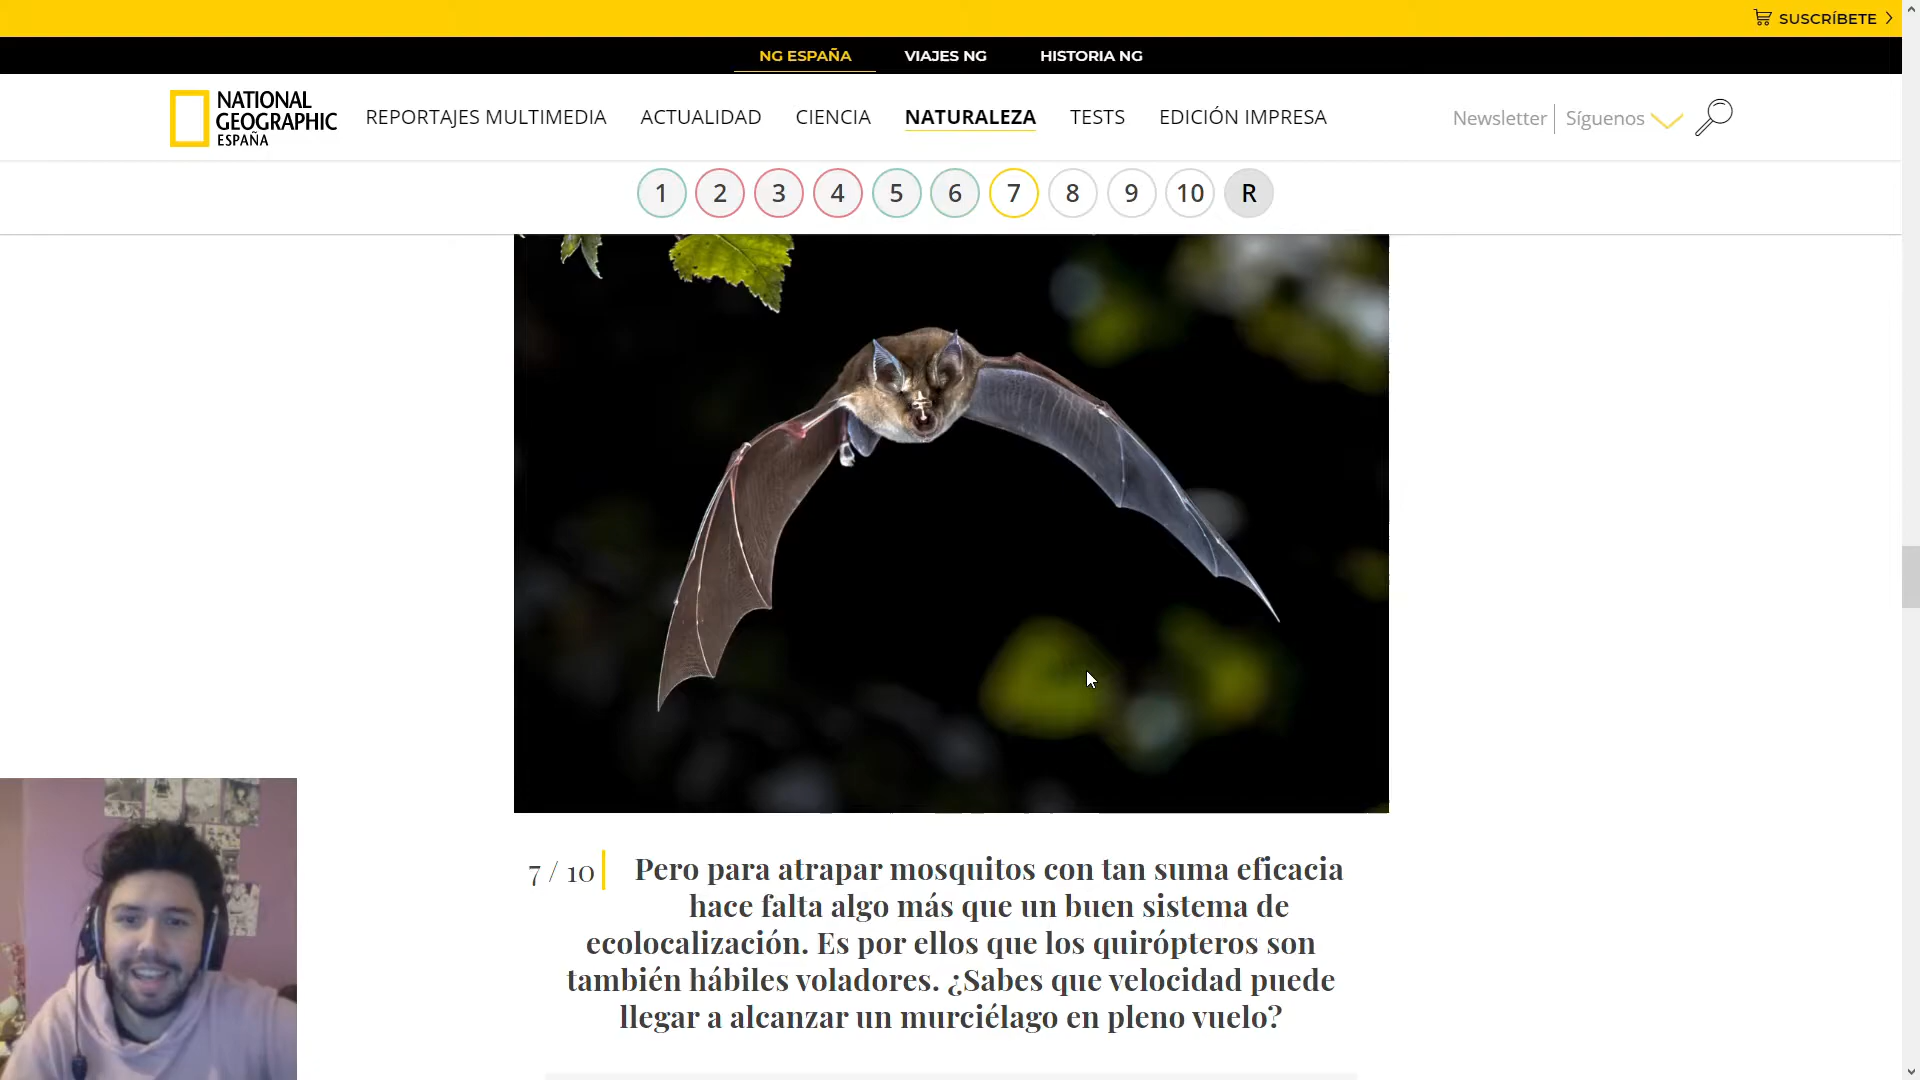 SUSCRÍBETE
NG ESPAÑA VIAJES NG HISTORIA NG
NATIONAL
GEOGRAPHIC
ESPAÑA
REPORTAJES MULTIMEDIA ACTUALIDAD CIENCIA NATURALEZA TESTS EDICIÓN IMPRESA
Newsletter Síguenos
1 2 3 4 5 6 7 8 9 10 R
7 / 10 Pero para atrapar mosquitos con tan suma eficacia
hace falta algo más que un buen sistema de
ecolocalización. Es por ellos que los quirópteros son
también hábiles voladores. ¿Sabes que velocidad puede
llegar a alcanzar un murciélago en pleno vuelo?